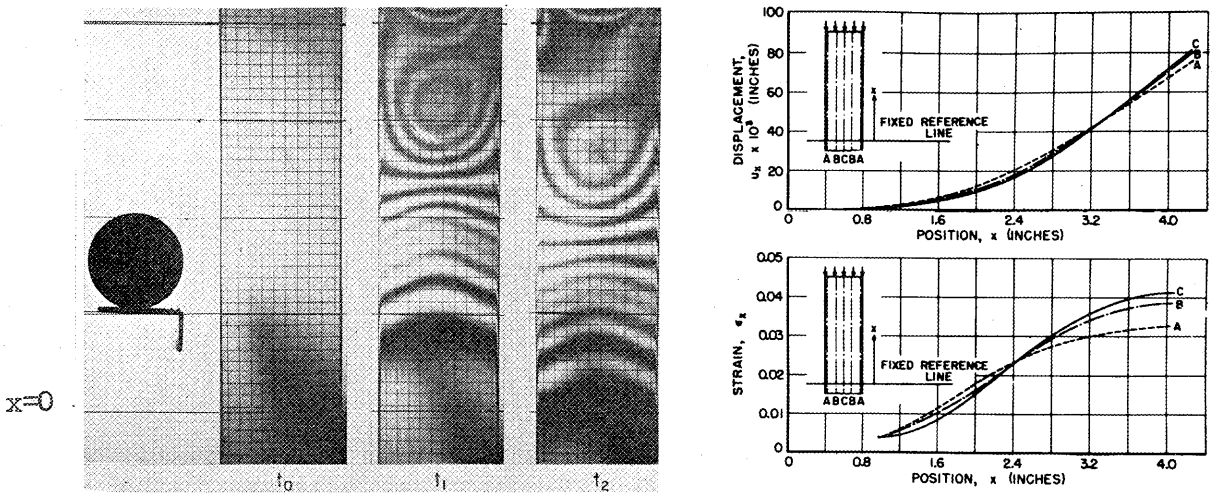 x=0
t0
t1
t2
DISPLACEMENT,
ux x 10³ (INCHES)
100
80
60
40
20
0
x
FIXED REFERENCE
LINE
A B C B A
C
B
A
0
0.8
1.6
2.4
3.2
4.0
POSITION, x (INCHES)
STRAIN, ϵx
0.05
0.04
0.03
0.02
0.01
0
x
FIXED REFERENCE
LINE
A B C B A
C
B
A
0
0.8
1.6
2.4
3.2
4.0
POSITION, x (INCHES)